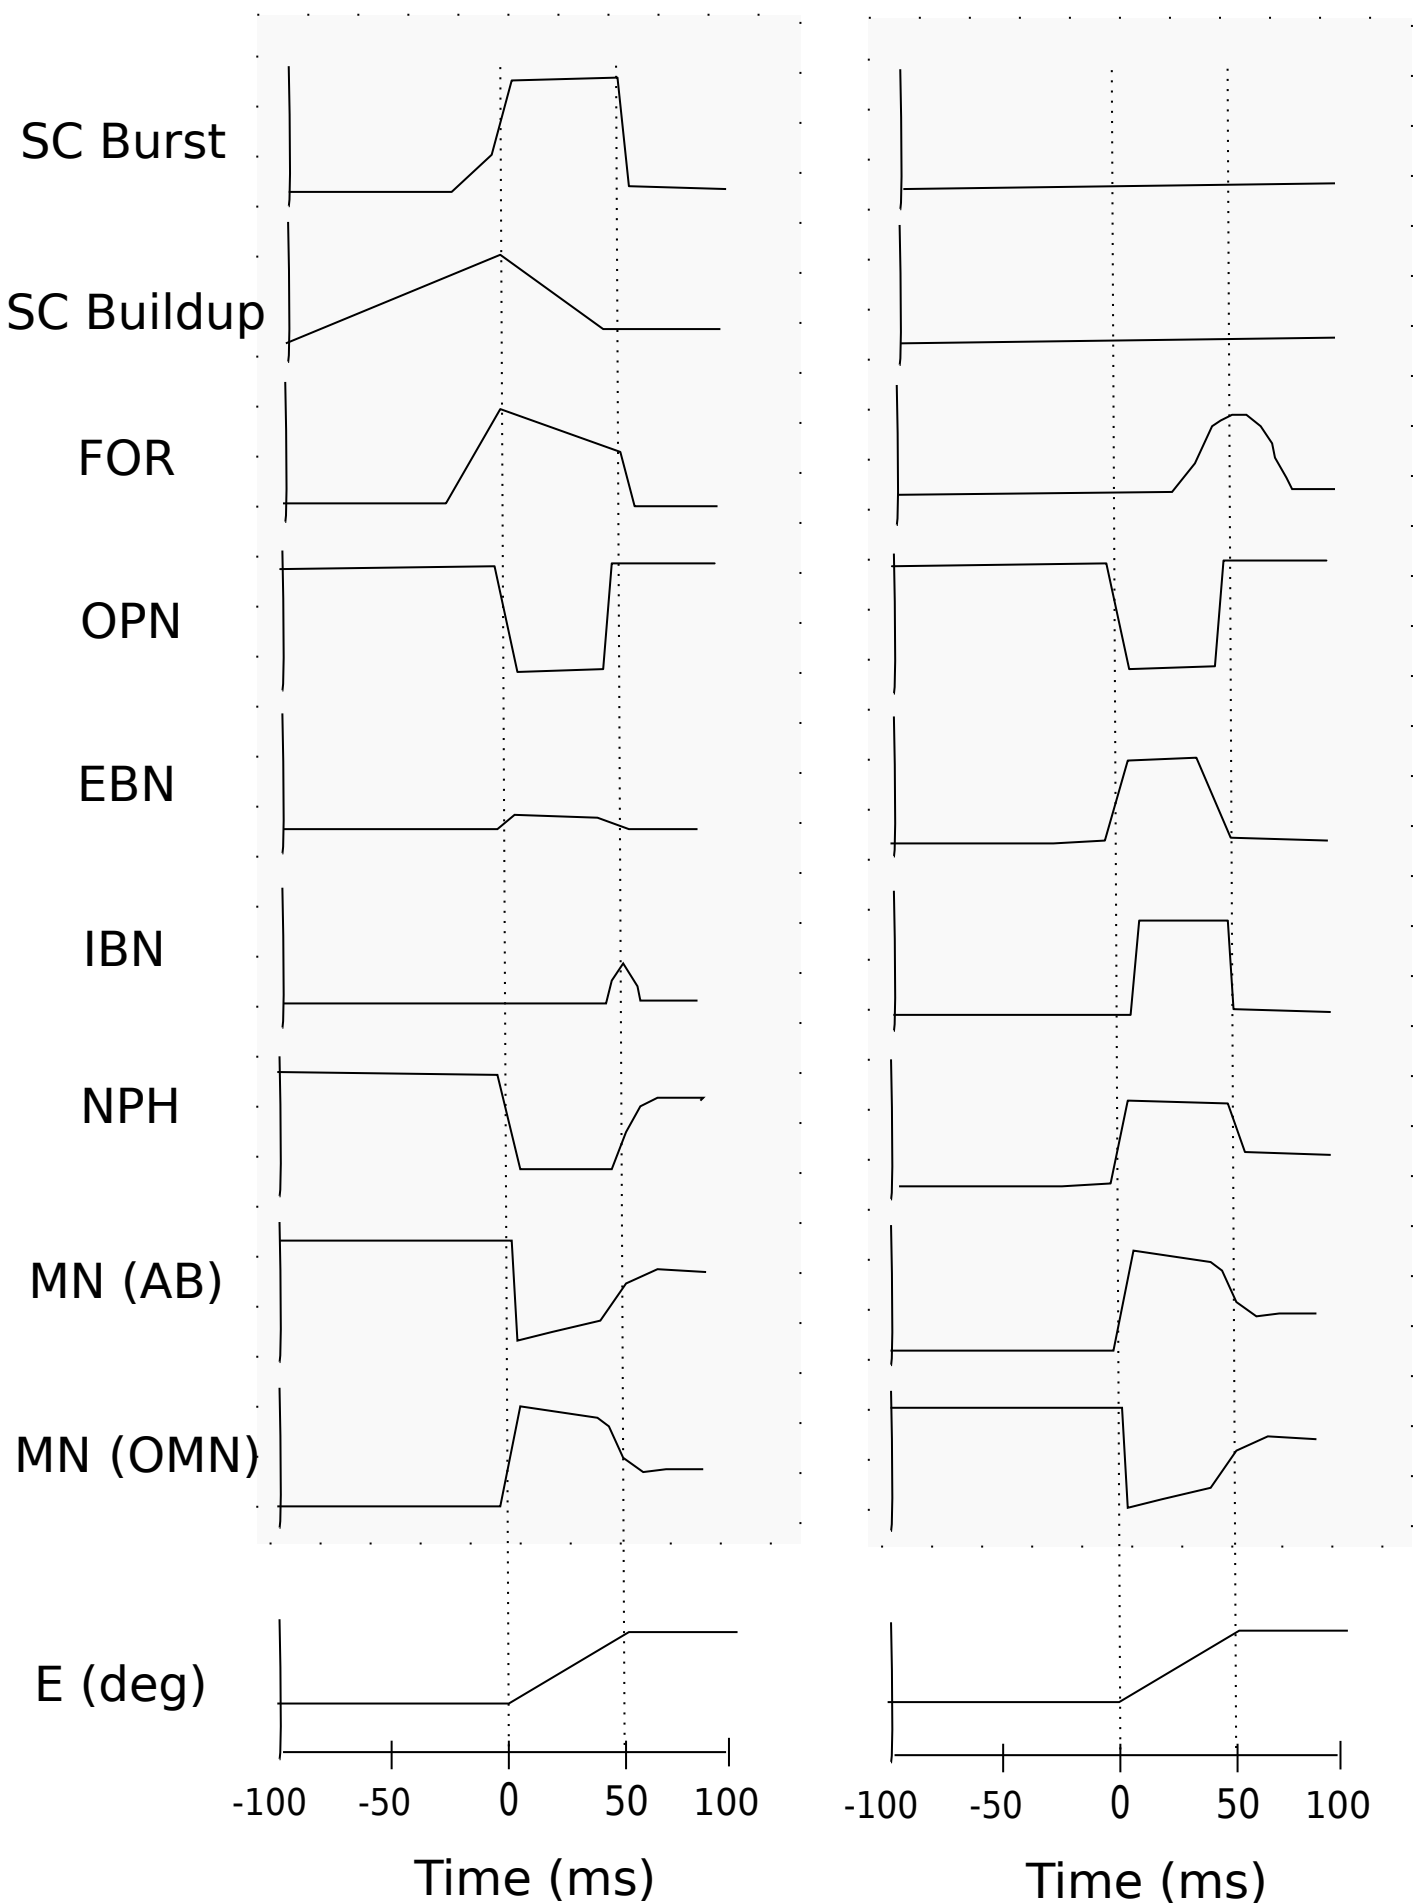 SC Burst
SC Buildup
FOR
OPN
EBN
IBN
NPH
MN (AB)
MN (OMN)
E (deg)
-100 -50 0 50 100
-100 -50 0 50 100
Time (ms)
Time (ms)